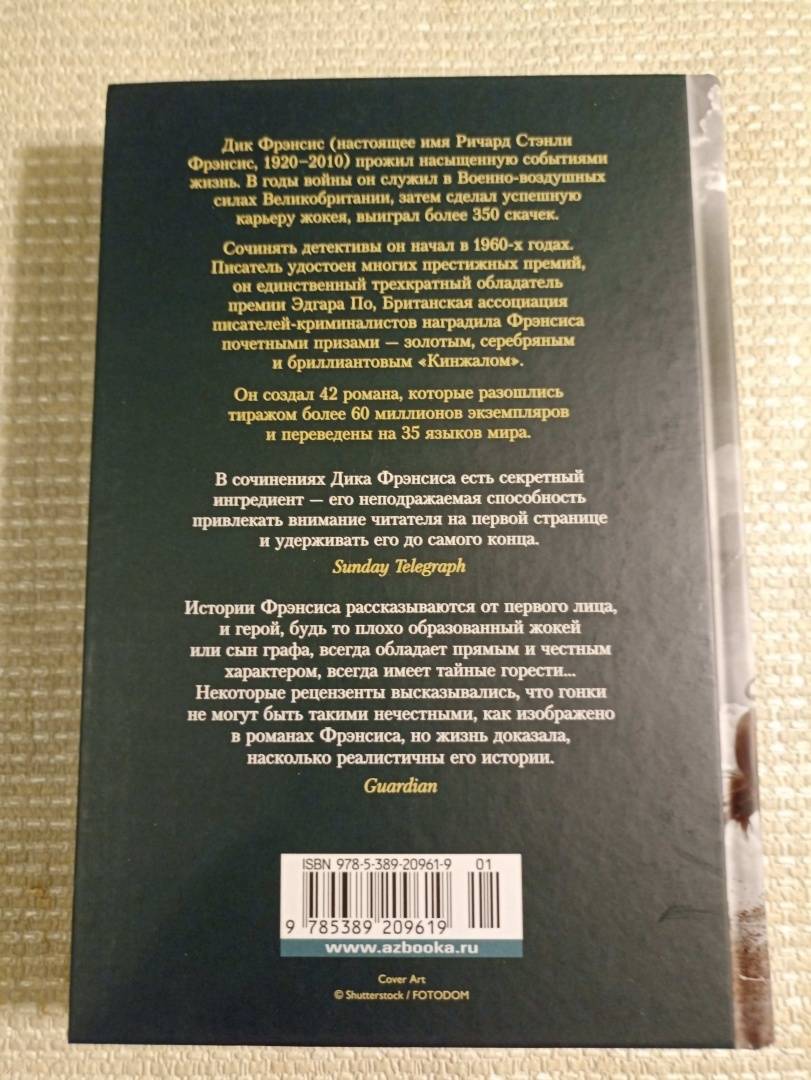 Дик Фрэнсис (настоящее имя Ричард Стэнли
Фрэнсис, 1920–2010) прожил насыщенную событиями
жизнь. В годы войны он служил в Военно-воздушных
силах Великобритании, затем сделал успешную
карьеру жокея, выиграл более 350 скачек.
Сочинять детективы он начал в 1960-х годах.
Писатель удостоен многих престижных премий,
он единственный трехкратный обладатель
премии Эдгара По, Британская ассоциация
писателей-криминалистов наградила Фрэнсиса
почетными призами — золотым, серебряным
и бриллиантовым «Кинжалом».
Он создал 42 романа, которые разошлись
тиражом более 60 миллионов экземпляров
и переведены на 35 языков мира.
В сочинениях Дика Фрэнсиса есть секретный
ингредиент — его неподражаемая способность
привлекать внимание читателя на первой странице
и удерживать его до самого конца.
Sunday Telegraph
Истории Фрэнсиса рассказываются от первого лица,
и герой, будь то плохо образованный жокей
или сын графа, всегда обладает прямым и честным
характером, всегда имеет тайные горести...
Некоторые рецензенты высказывались, что гонки
не могут быть такими нечестными, как изображено
в романах Фрэнсиса, но жизнь доказала,
насколько реалистичны его истории.
Guardian
ISBN 978-5-389-20961-9 01
9 785389 209619
www.azbooka.ru
Cover Art
© Shutterstock / FOTODOM